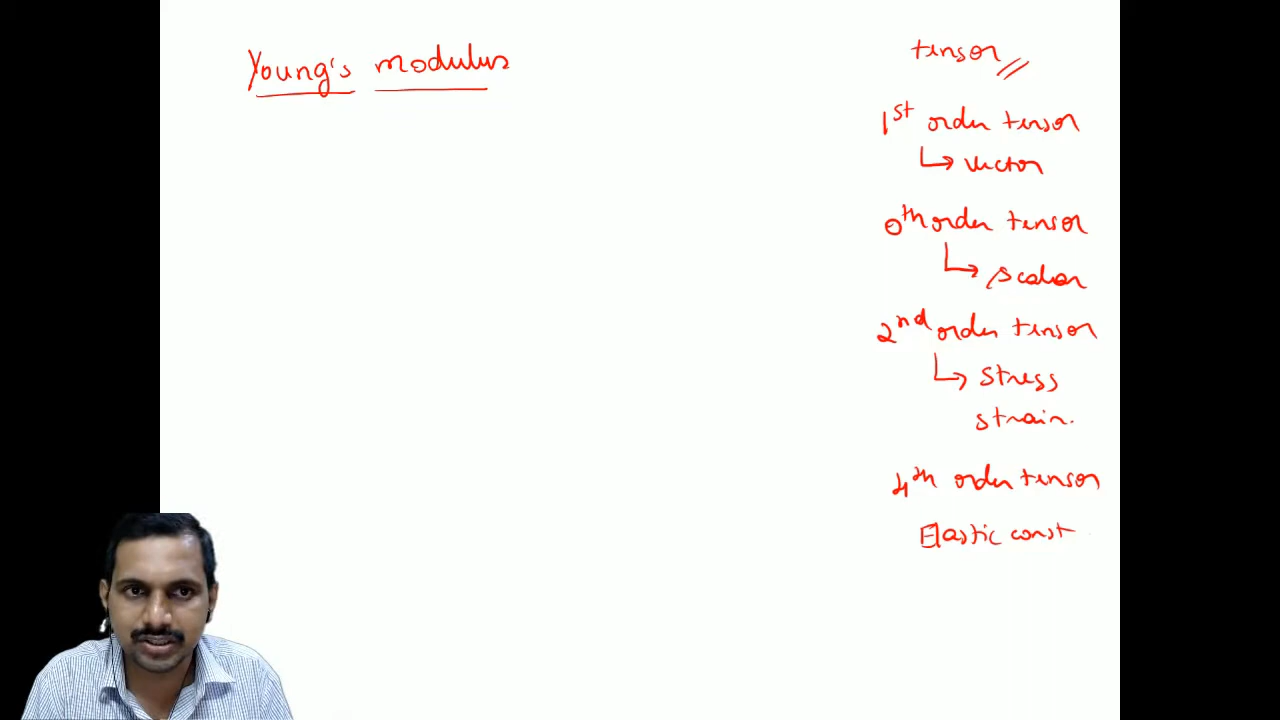 Young's modulus
tensor
1st order tensor
↳ vector
0th order tensor
↳ scalar
2nd order tensor
↳ stress
strain.
4th order tensor
Elastic const